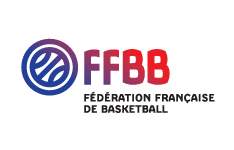 FFBB
FÉDÉRATION FRANÇAISE
DE BASKETBALL